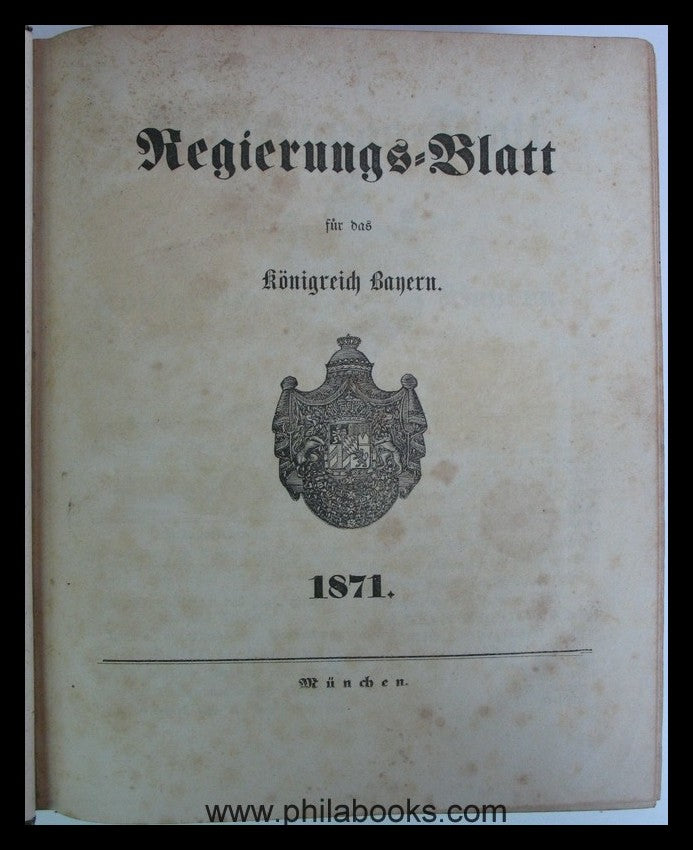 Regierungs-Blatt
für das
Königreich Bayern.
1871.
München.
www.philabooks.com